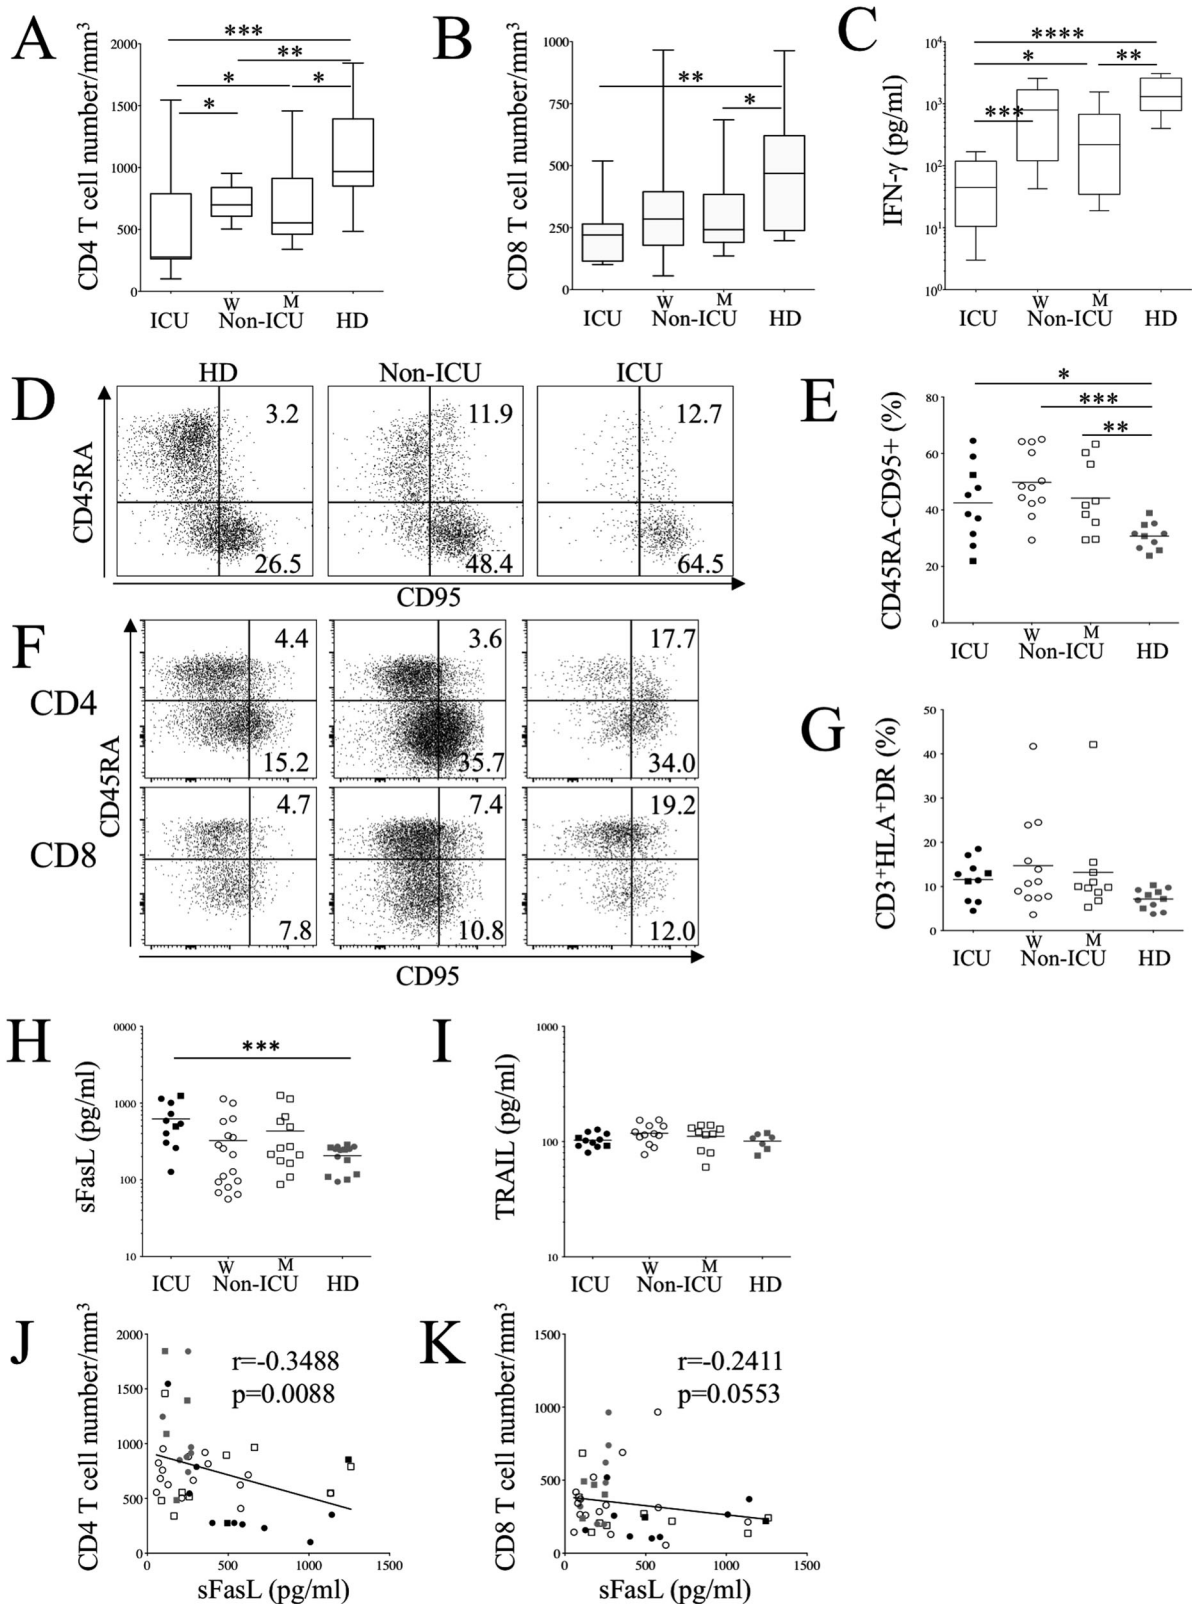 A
CD4 T cell number/mm³
2000
1500
1000
500
0
***
**
*
*
*
W
M
ICU
Non-ICU
HD
B
CD8 T cell number/mm³
1000
750
500
250
0
**
*
W
M
ICU
Non-ICU
HD
C
IFN-γ (pg/ml)
10⁴
10³
10²
10¹
10⁰
****
*
**
***
W
M
ICU
Non-ICU
HD
D
HD
Non-ICU
ICU
CD45RA
3.2
11.9
12.7
26.5
48.4
64.5
CD95
E
CD45RA-CD95+ (%)
80
60
40
20
0
*
***
**
W
M
ICU
Non-ICU
HD
F
CD4
CD8
CD45RA
4.4
3.6
17.7
15.2
35.7
34.0
4.7
7.4
19.2
7.8
10.8
12.0
CD95
G
CD3⁺HLA⁺DR (%)
50
40
30
20
10
0
W
M
ICU
Non-ICU
HD
H
sFasL (pg/ml)
0000
1000
100
10
***
W
M
ICU
Non-ICU
HD
I
TRAIL (pg/ml)
1000
100
10
W
M
ICU
Non-ICU
HD
J
CD4 T cell number/mm³
2000
1500
1000
500
0
r=-0.3488
p=0.0088
0
500
1000
1500
sFasL (pg/ml)
K
CD8 T cell number/mm³
1500
1000
500
0
r=-0.2411
p=0.0553
0
500
1000
1500
sFasL (pg/ml)